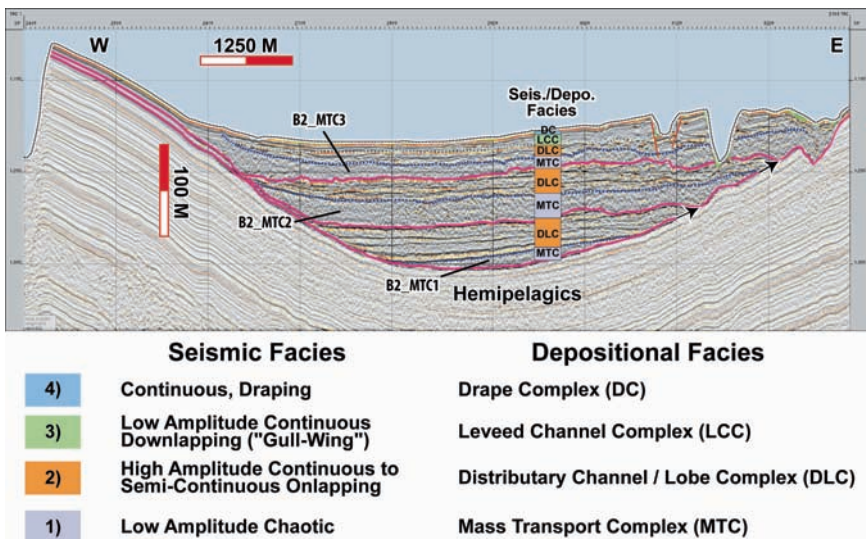 W
1250 M
E
Seis./Depo.
Facies
B2_MTC3
DC
LCC
DLC
MTC
100 M
DLC
MTC
B2_MTC2
DLC
MTC
B2_MTC1
Hemipelagics
Seismic Facies
Depositional Facies
4)
Continuous, Draping
Drape Complex (DC)
3)
Low Amplitude Continuous
Downlapping ("Gull-Wing")
Leveed Channel Complex (LCC)
2)
High Amplitude Continuous to
Semi-Continuous Onlapping
Distributary Channel / Lobe Complex (DLC)
1)
Low Amplitude Chaotic
Mass Transport Complex (MTC)